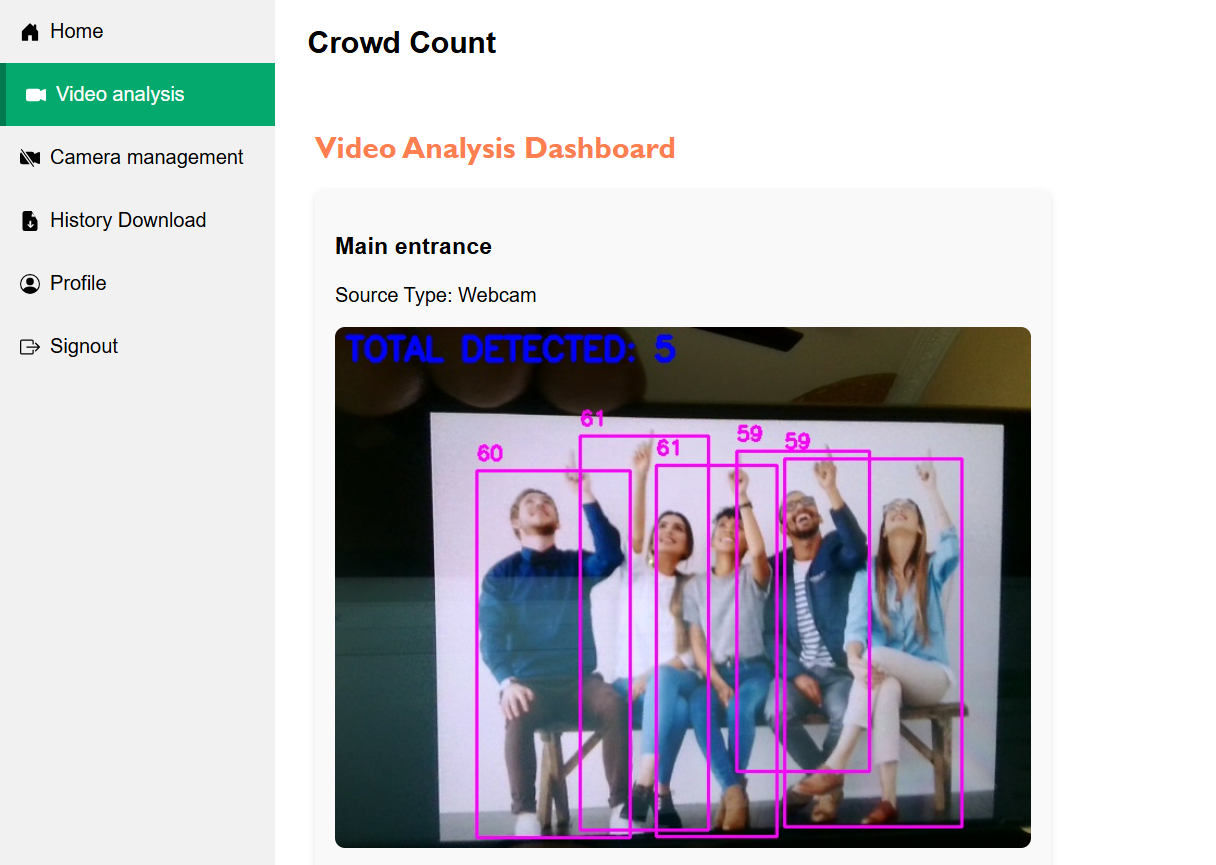 Home
Video analysis
Camera management
History Download
Profile
Signout
Crowd Count
Video Analysis Dashboard
Main entrance
Source Type: Webcam
TOTAL DETECTED: 5
61
59
59
61
60